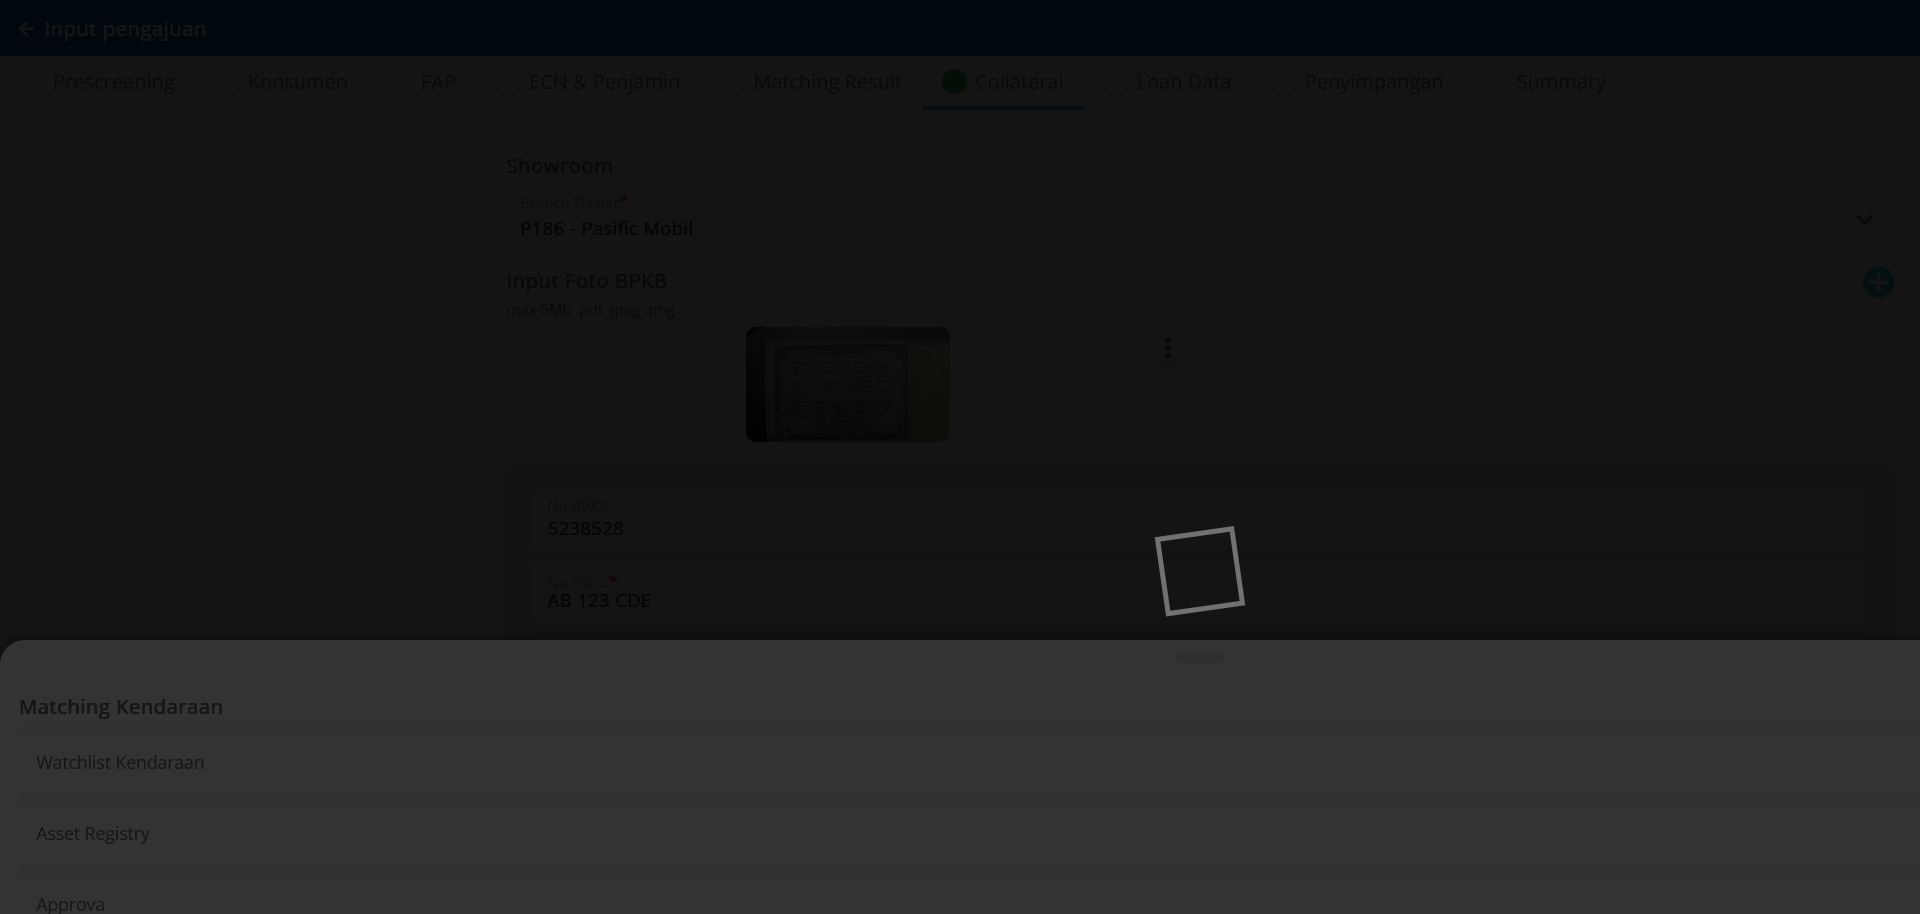 Input pengajuan
Prescreening Konsumen FAP ECN & Penjamin Matching Result Collateral Loan Data Penyimpangan Summary
Showroom
Branch Dealer*
P186 - Pasific Mobil
Input Foto BPKB
max 5Mb .pdf .jpeg .png
No BPKB
5238528
No Polisi*
AB 123 CDE
Matching Kendaraan
Watchlist Kendaraan
Asset Registry
Approva